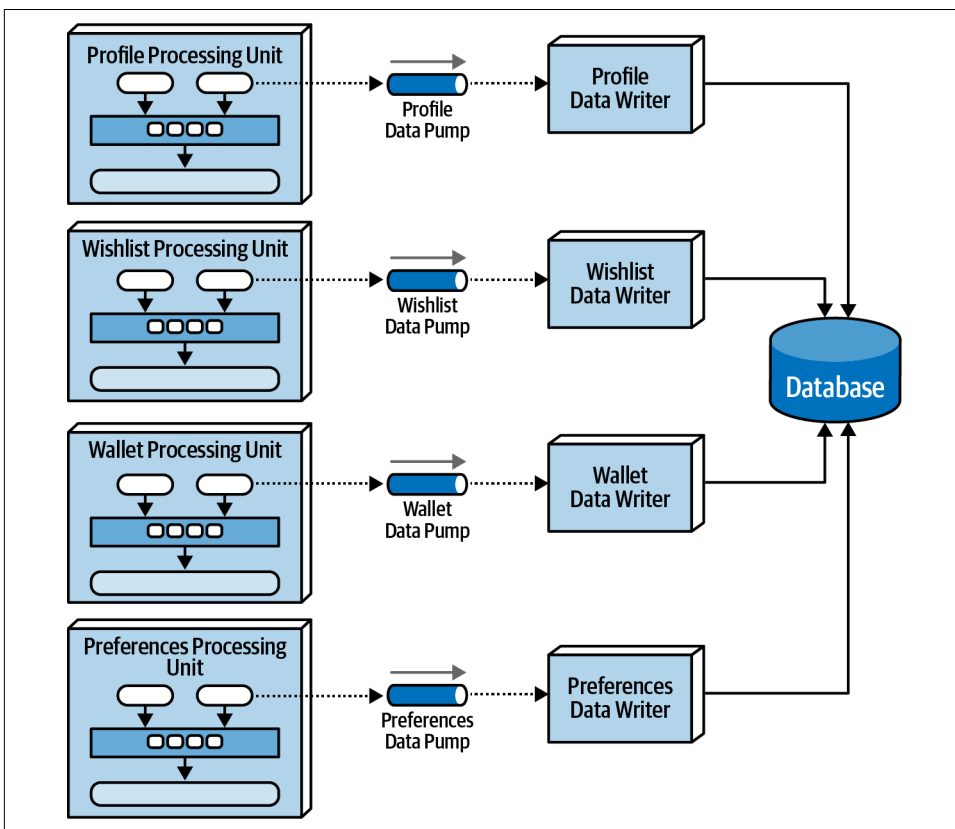 Profile Processing Unit
Profile
Data Pump
Profile
Data Writer
Wishlist Processing Unit
Wishlist
Data Pump
Wishlist
Data Writer
Database
Wallet Processing Unit
Wallet
Data Pump
Wallet
Data Writer
Preferences Processing
Unit
Preferences
Data Pump
Preferences
Data Writer